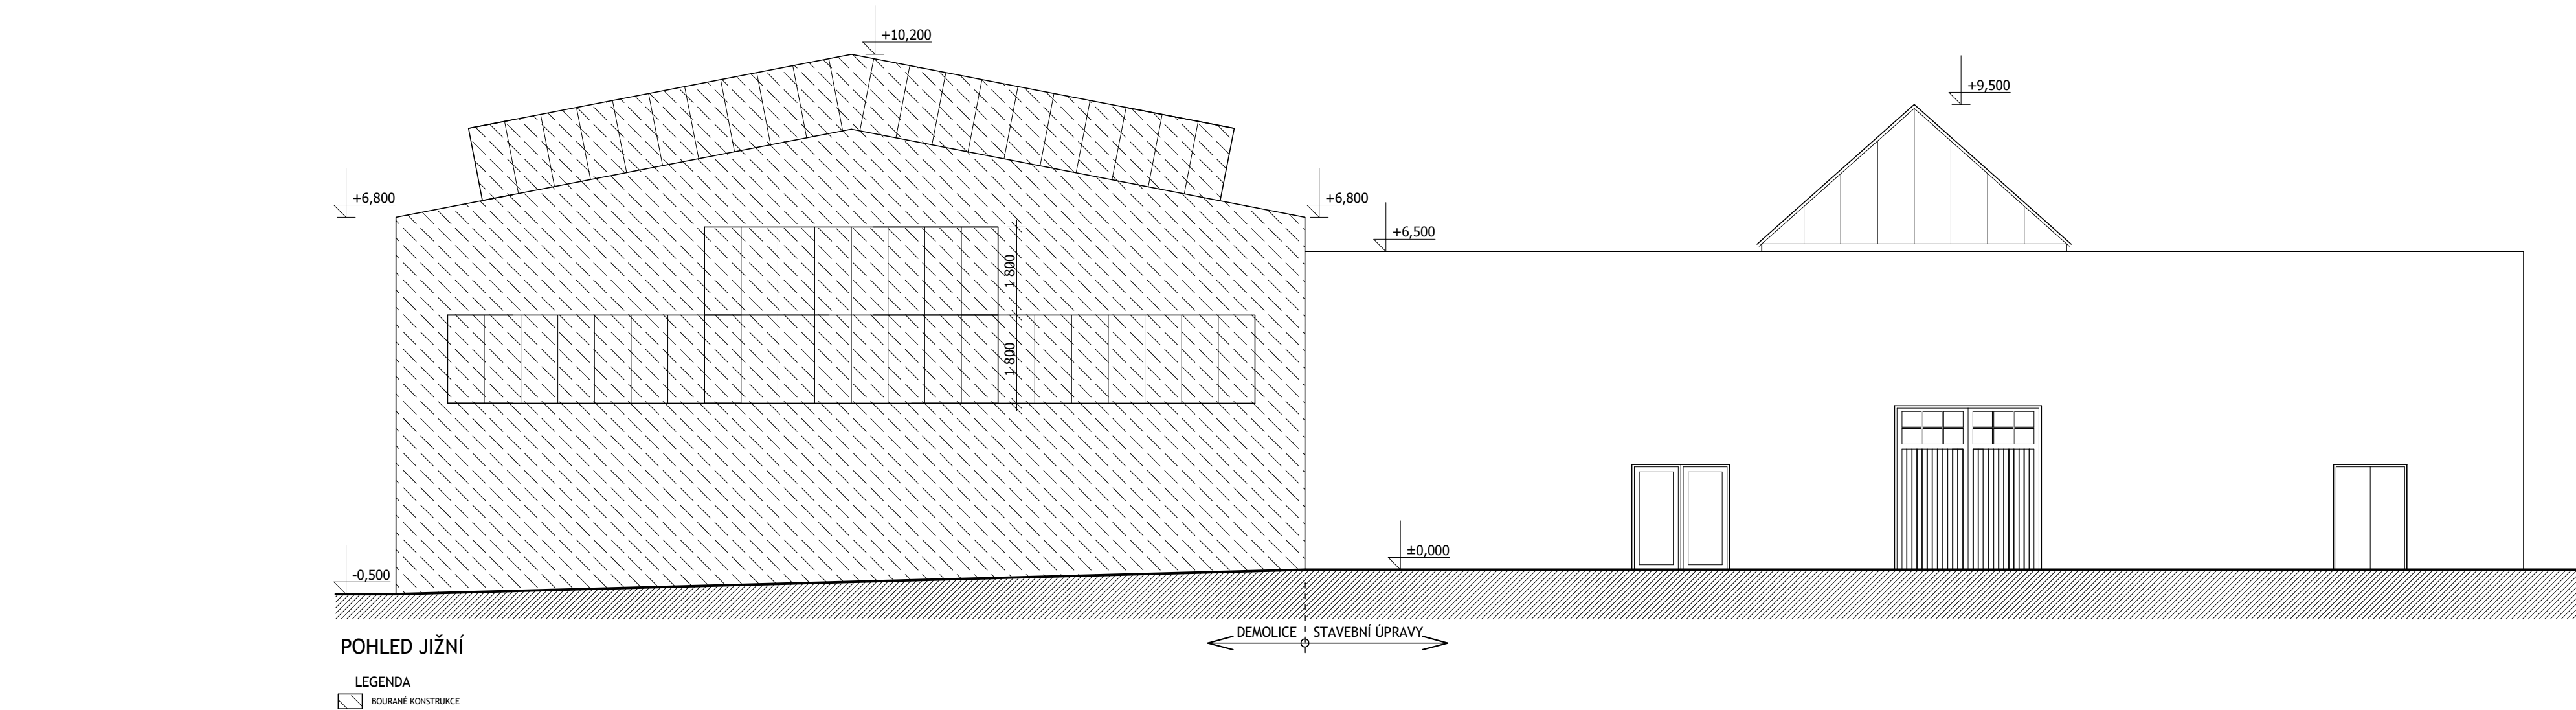 +10,200
+9,500
+6,800
+6,800
+6,500
1 800
1 800
±0,000
-0,500
DEMOLICE
STAVEBNÍ ÚPRAVY
POHLED JIŽNÍ
LEGENDA
BOURANÉ KONSTRUKCE